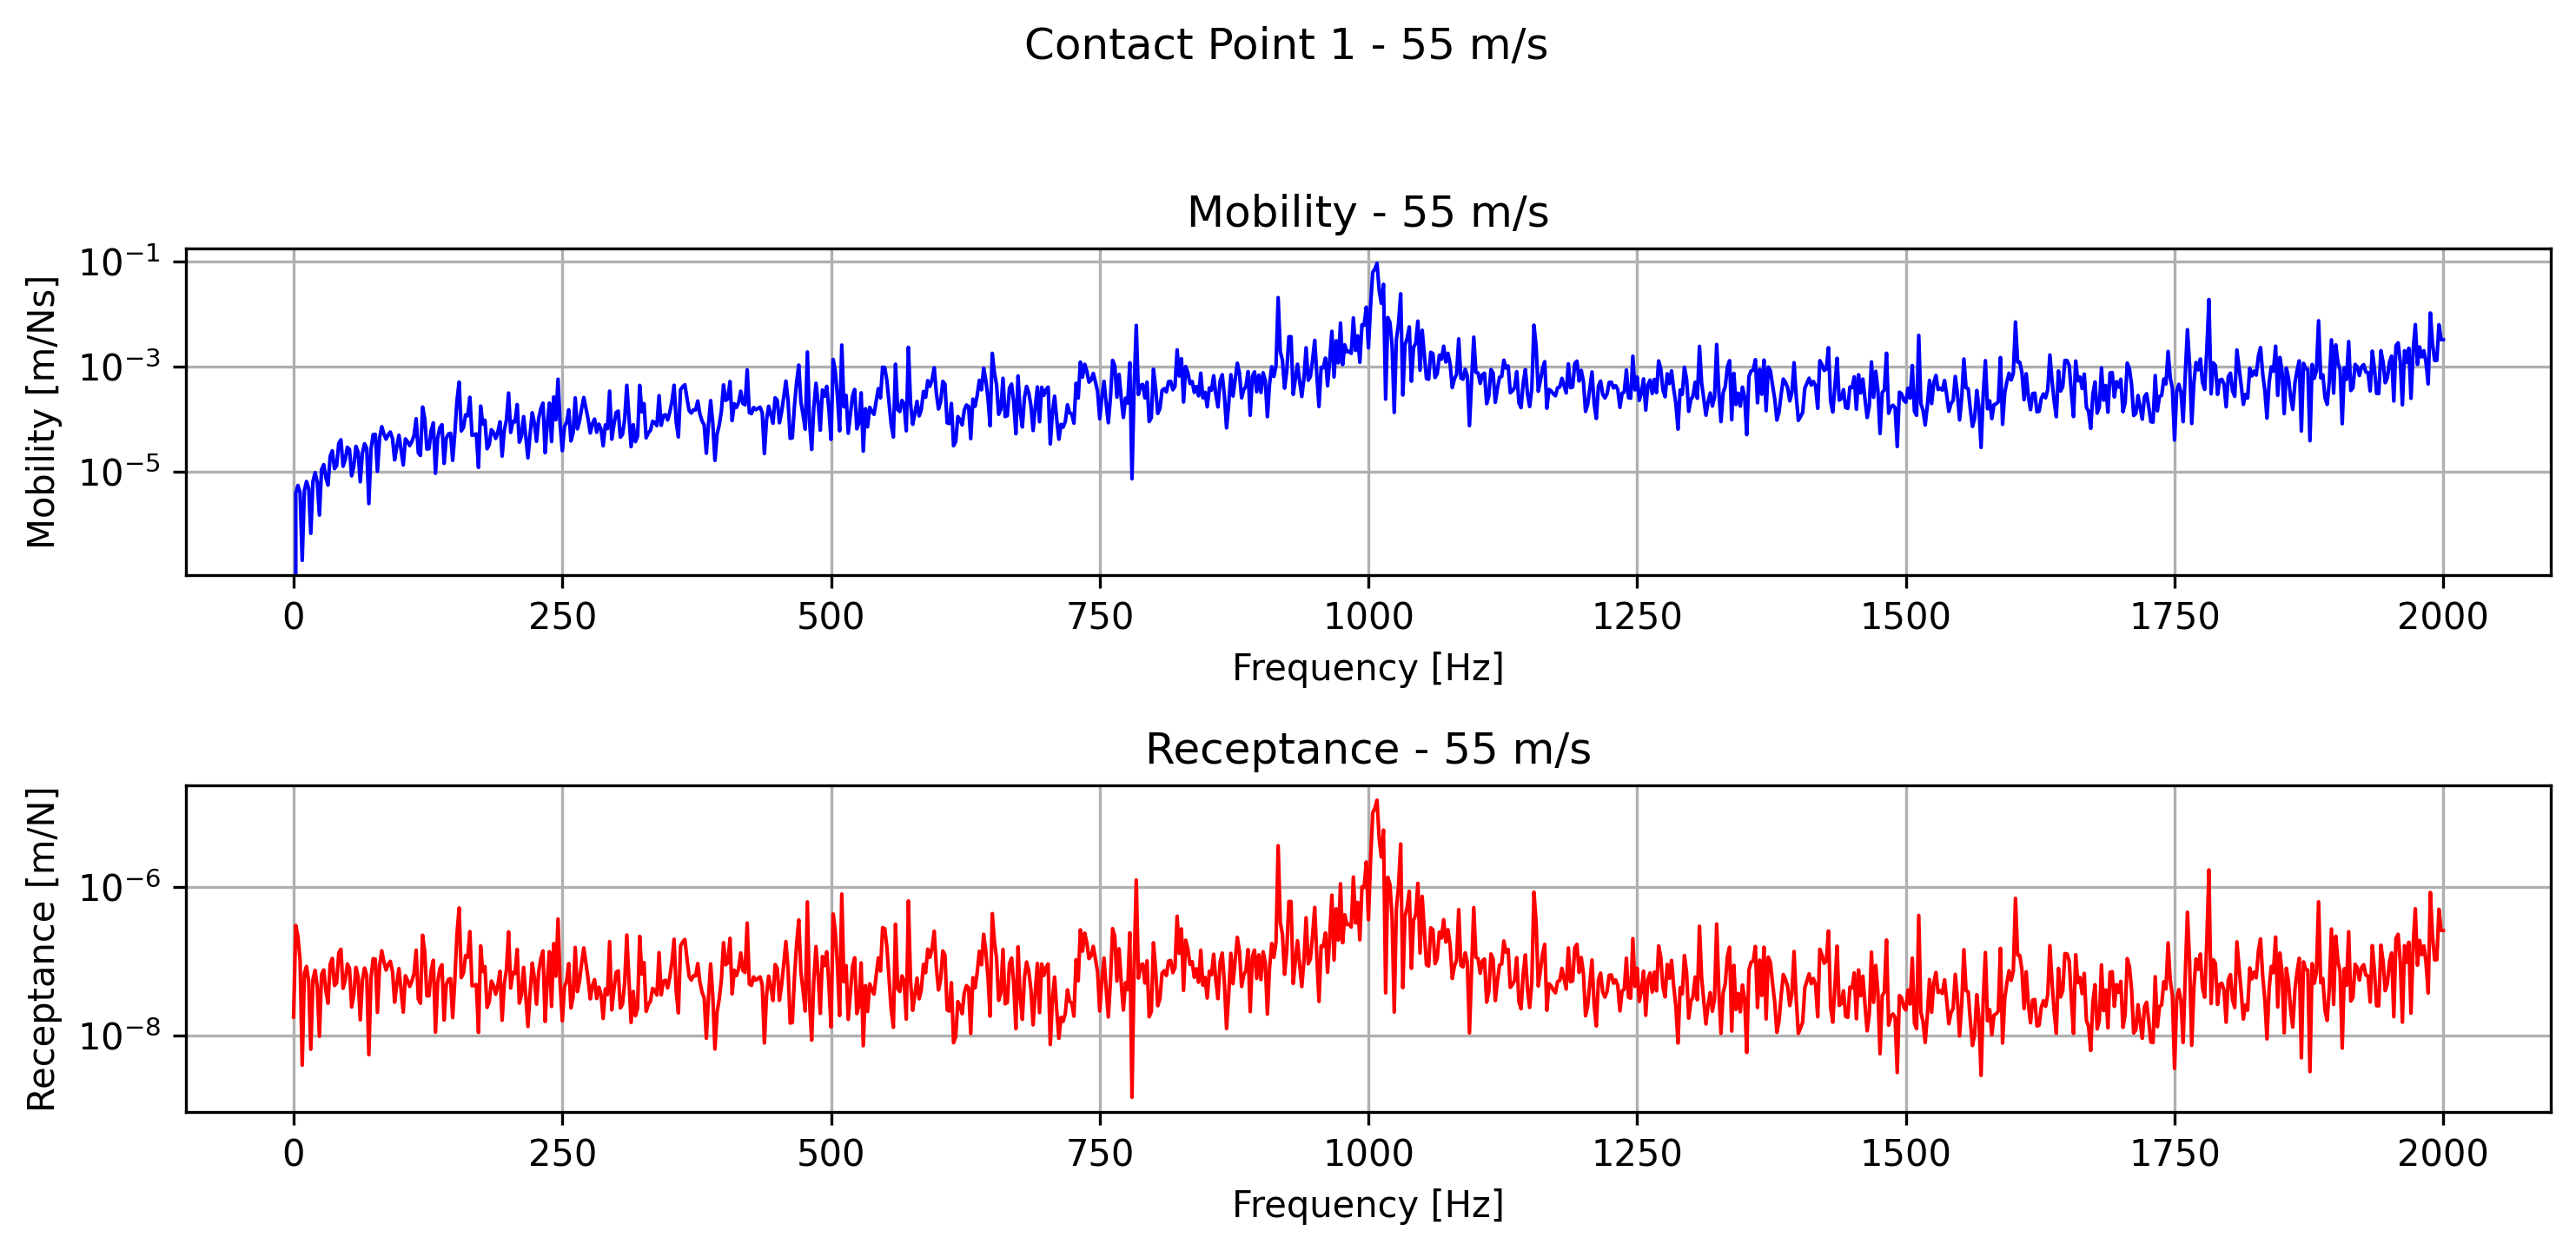 Contact Point 1 - 55 m/s
Mobility - 55 m/s
Mobility [m/Ns]
10⁻¹
10⁻³
10⁻⁵
0 250 500 750 1000 1250 1500 1750 2000
Frequency [Hz]
Receptance - 55 m/s
Receptance [m/N]
10⁻⁶
10⁻⁸
0 250 500 750 1000 1250 1500 1750 2000
Frequency [Hz]